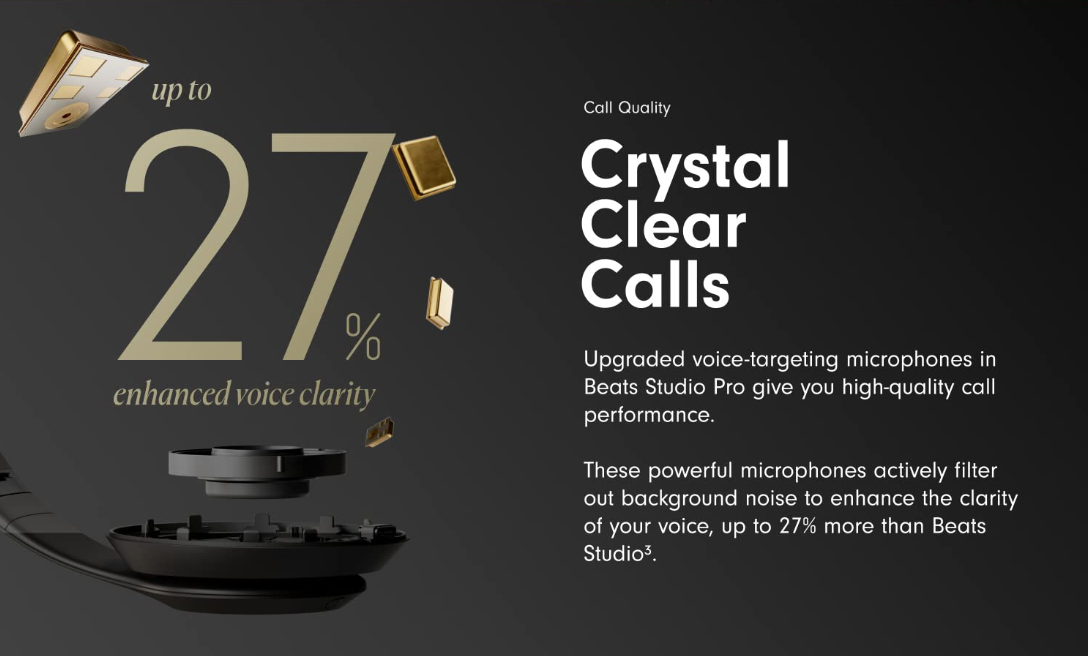 up to
27%
enhanced voice clarity
Call Quality
Crystal
Clear
Calls
Upgraded voice-targeting microphones in
Beats Studio Pro give you high-quality call
performance.
These powerful microphones actively filter
out background noise to enhance the clarity
of your voice, up to 27% more than Beats
Studio³.